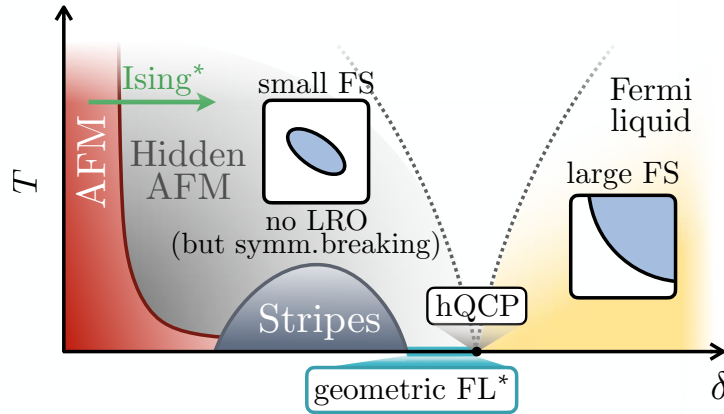 Ising*
AFM
Hidden
AFM
small FS
no LRO
(but symm.breaking)
Fermi
liquid
large FS
T
Stripes
hQCP
geometric FL*
δ